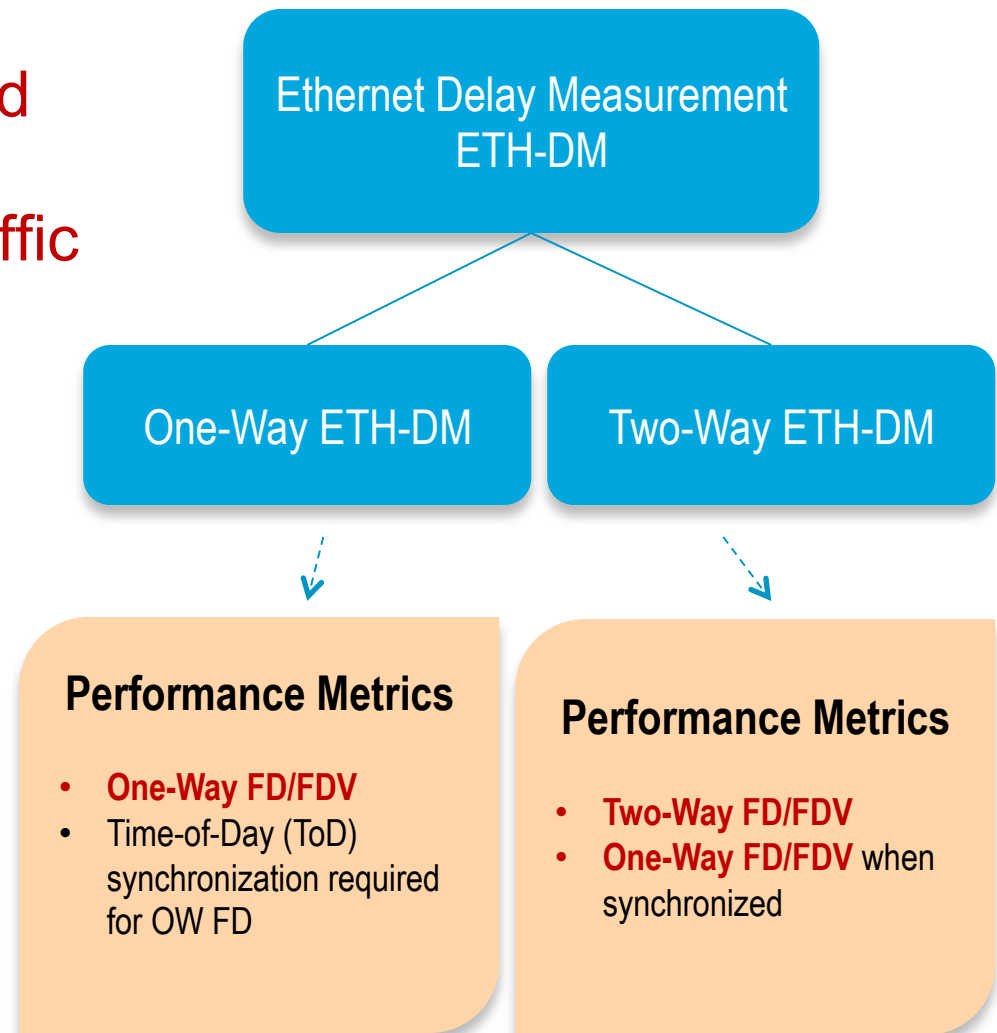 Ethernet Delay Measurement
ETH-DM
ffic
One-Way ETH-DM
Two-Way ETH-DM
Performance Metrics
• One-Way FD/FDV
• Time-of-Day (ToD)
synchronization required
for OW FD
Performance Metrics
• Two-Way FD/FDV
• One-Way FD/FDV when
synchronized